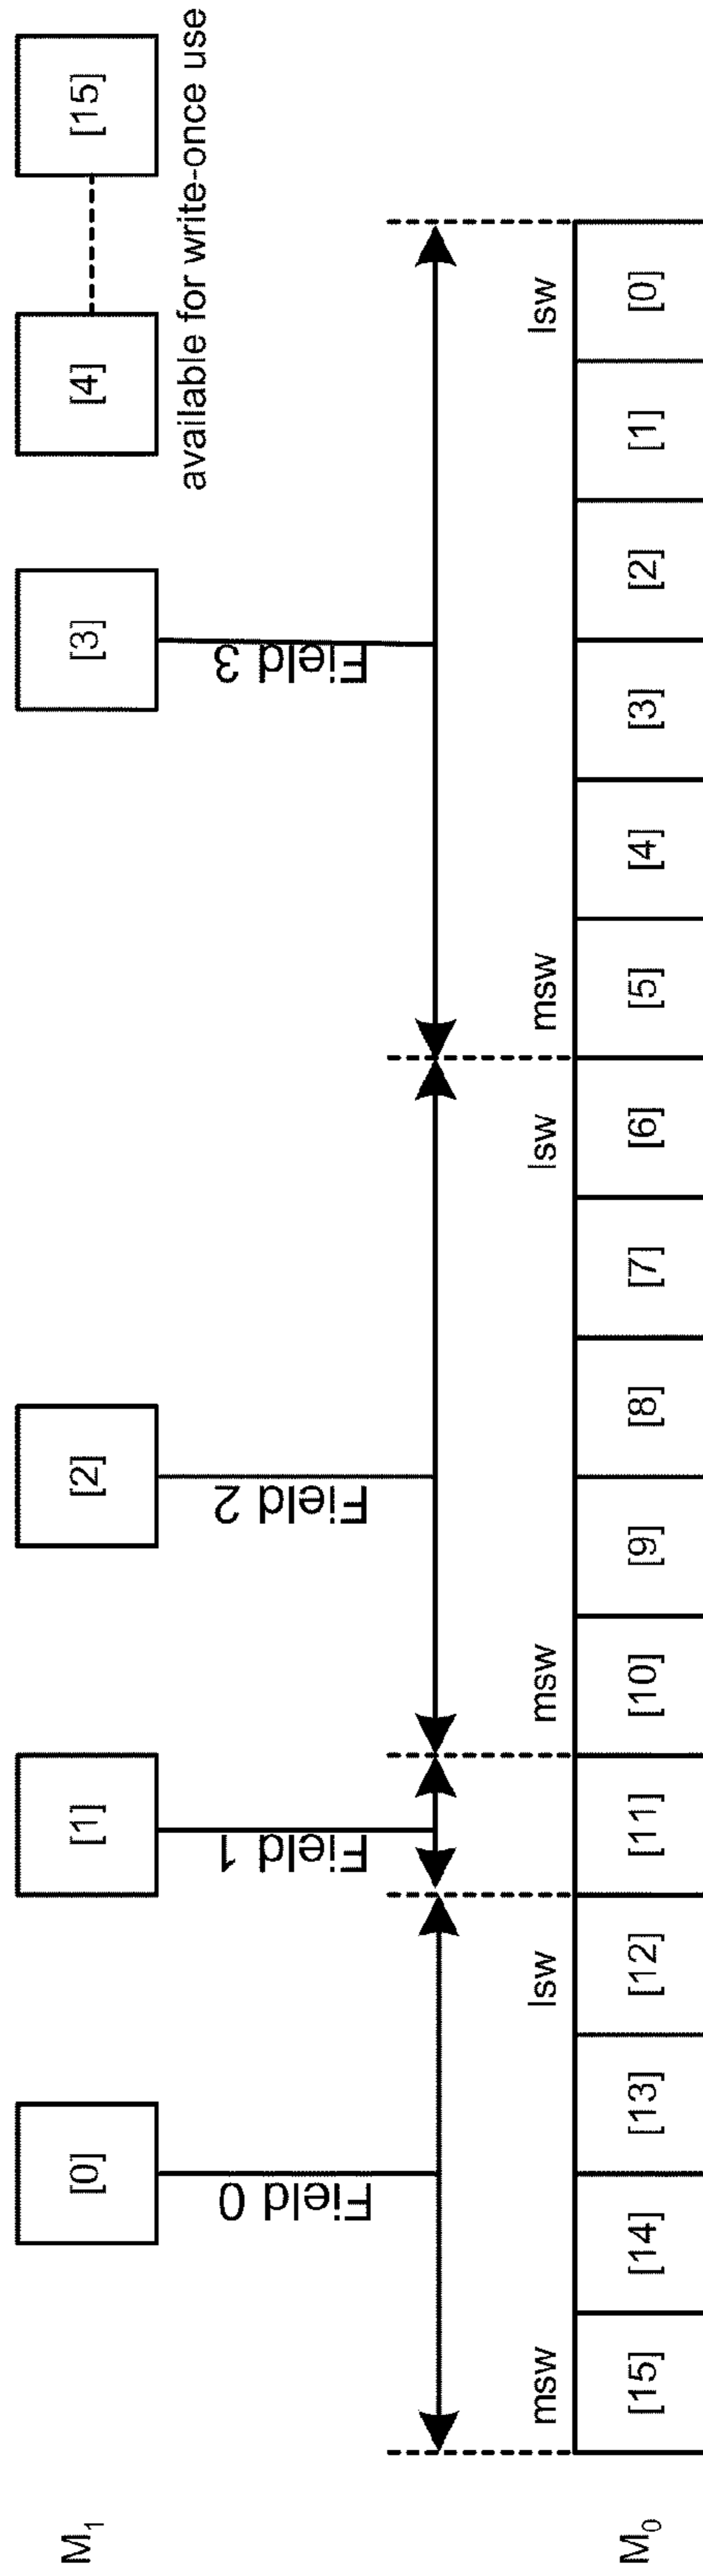 M1 [0] [1] [2] [3] [4] [15]
available for write-once use
Field 0 Field 1 Field 2 Field 3
msw lsw msw lsw msw lsw
M0 [15] [14] [13] [12] [11] [10] [9] [8] [7] [6] [5] [4] [3] [2] [1] [0]